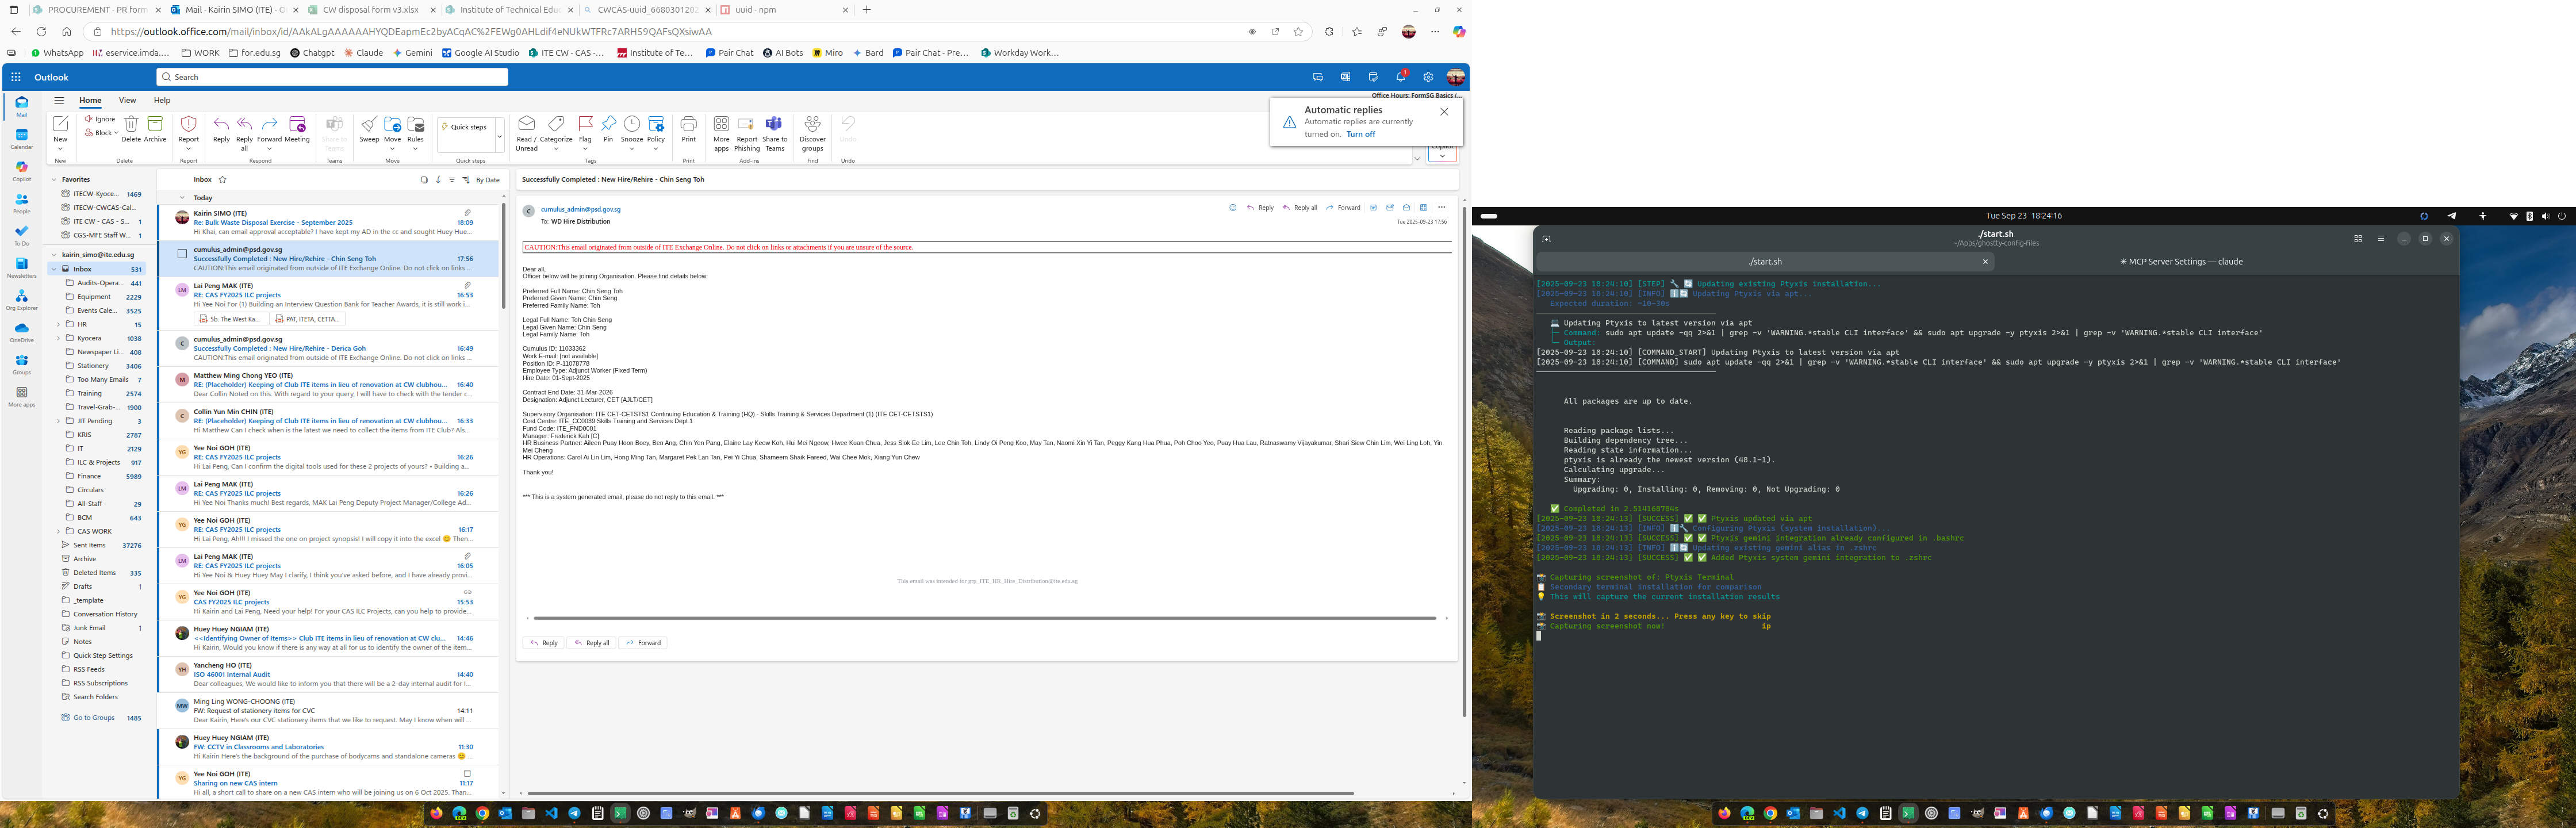 PROCUREMENT - PR form
Mail - Kairin SIMO (ITE) - O
CW disposal form v3.xlsx
Institute of Technical Educ
CWCAS-uuid_6680301202
uuid - npm
https://outlook.office.com/mail/inbox/id/AAkALgAAAAAAHYQDEapmEc2byACqAC%2FEWg0AHLdif4eNUkWTFRc7ARH59QAFsQXsiwAA
WhatsApp
eservice.imda....
WORK
for.edu.sg
Chatgpt
Claude
Gemini
Google AI Studio
ITE CW - CAS -...
Institute of Te...
Pair Chat
AI Bots
Miro
Bard
Pair Chat - Pre...
Workday Work...
Outlook
Search
Home View Help
Office Hours: FormSG Basics (...
Automatic replies
Automatic replies are currently
turned on. Turn off
New
Ignore
Block
Delete
Archive
Report
Reply
Reply all
Forward
Meeting
Share to Teams
Sweep
Move
Rules
Quick steps
Read / Unread
Categorize
Flag
Pin
Snooze
Policy
Print
More apps
Report Phishing
Share to Teams
Discover groups
Undo
Copilot
New
Delete
Report
Respond
Teams
Move
Quick steps
Tags
Print
Add-ins
Find
Undo
Mail
Calendar
Copilot
People
To Do
Newsletters
Org Explorer
OneDrive
Groups
More apps
Favorites
ITECW-Kyoce... 1469
ITECW-CWCAS-Cal...
ITE CW - CAS - S... 1
CGS-MFE Staff W... 1
kairin_simo@ite.edu.sg
Inbox 531
Audits-Opera... 441
Equipment 2229
Events Cale... 3525
HR 15
Kyocera 1038
Newspaper Li... 408
Stationery 3406
Too Many Emails 7
Training 2574
Travel-Grab-... 1900
JIT Pending 3
KRIS 2787
IT 2129
ILC & Projects 917
Finance 5989
Circulars
All-Staff 29
BCM 643
CAS WORK
Sent Items 37276
Archive
Deleted Items 335
Drafts 1
_template
Conversation History
Junk Email 1
Notes
Quick Step Settings
RSS Feeds
RSS Subscriptions
Search Folders
Go to Groups 1485
Inbox
By Date
Today
Kairin SIMO (ITE)
Re: Bulk Waste Disposal Exercise - September 2025 18:09
Hi Khai, can email approval acceptable? I have kept my AD in the cc and sought Huey Hue...
cumulus_admin@psd.gov.sg
Successfully Completed : New Hire/Rehire - Chin Seng Toh 17:56
CAUTION:This email originated from outside of ITE Exchange Online. Do not click on links ...
LM
Lai Peng MAK (ITE)
RE: CAS FY2025 ILC projects 16:53
Hi Yee Noi For (1) Building an Interview Question Bank for Teacher Awards, it is still work i...
5b. The West Ka...
PAT, ITETA, CETTA...
C
cumulus_admin@psd.gov.sg
Successfully Completed : New Hire/Rehire - Derica Goh 16:49
CAUTION:This email originated from outside of ITE Exchange Online. Do not click on links ...
M
Matthew Ming Chong YEO (ITE)
RE: (Placeholder) Keeping of Club ITE items in lieu of renovation at CW clubhou... 16:40
Dear Collin Noted on this. With regard to your query, I will have to check with the tender c...
C
Collin Yun Min CHIN (ITE)
RE: (Placeholder) Keeping of Club ITE items in lieu of renovation at CW clubhou... 16:33
Hi Matthew Can I check when is the latest we need to collect the items from ITE Club? Als...
YG
Yee Noi GOH (ITE)
RE: CAS FY2025 ILC projects 16:26
Hi Lai Peng, Can I confirm the digital tools used for these 2 projects of yours? • Building a...
LM
Lai Peng MAK (ITE)
RE: CAS FY2025 ILC projects 16:26
Hi Yee Noi Thanks much! Best regards, MAK Lai Peng Deputy Project Manager/College Ad...
YG
Yee Noi GOH (ITE)
RE: CAS FY2025 ILC projects 16:17
Hi Lai Peng, Ah!!! I missed the one on project synopsis! I will copy it into the excel 😊 Then...
LM
Lai Peng MAK (ITE)
RE: CAS FY2025 ILC projects 16:05
Hi Yee Noi & Huey Huey May I clarify, I think you've asked before, and I have already provi...
YG
Yee Noi GOH (ITE)
CAS FY2025 ILC projects 15:53
Hi Kairin and Lai Peng, Need your help! For your CAS ILC Projects, can you help to provide...
Huey Huey NGIAM (ITE)
<<Identifying Owner of Items>> Club ITE items in lieu of renovation at CW clu... 14:46
Hi Kairin, Would you know if there is any way at all for us to identify the owner of the item...
YH
Yancheng HO (ITE)
ISO 46001 Internal Audit 14:40
Dear colleagues, We would like to inform you that there will be a 2-day internal audit for I...
MW
Ming Ling WONG-CHOONG (ITE)
FW: Request of stationery items for CVC 14:11
Dear Kairin, Here's our CVC stationery items that we like to request. May I know when will ...
Huey Huey NGIAM (ITE)
FW: CCTV in Classrooms and Laboratories 11:30
Hi Kairin Here's the background of the purchase of bodycams and standalone cameras 😊 ...
YG
Yee Noi GOH (ITE)
Sharing on new CAS intern 11:17
Hi all, a short call to share on a new CAS intern who will be joining us on 6 Oct 2025. Than...
Successfully Completed : New Hire/Rehire - Chin Seng Toh
C
cumulus_admin@psd.gov.sg
To: WD Hire Distribution
Reply Reply all Forward
Tue 2025-09-23 17:56
CAUTION:This email originated from outside of ITE Exchange Online. Do not click on links or attachments if you are unsure of the source.
Dear all,
Officer below will be joining Organisation. Please find details below:
Preferred Full Name: Chin Seng Toh
Preferred Given Name: Chin Seng
Preferred Family Name: Toh
Legal Full Name: Toh Chin Seng
Legal Given Name: Chin Seng
Legal Family Name: Toh
Cumulus ID: 11033362
Work E-mail: [not available]
Position ID: P-11078778
Employee Type: Adjunct Worker (Fixed Term)
Hire Date: 01-Sept-2025
Contract End Date: 31-Mar-2026
Designation: Adjunct Lecturer, CET [AJLT/CET]
Supervisory Organisation: ITE CET-CETSTS1 Continuing Education & Training (HQ) - Skills Training & Services Department (1) (ITE CET-CETSTS1)
Cost Centre: ITE_CC0039 Skills Training and Services Dept 1
Fund Code: ITE_FND0001
Manager: Frederick Kah [C]
HR Business Partner: Aileen Puay Hoon Boey, Ben Ang, Chin Yen Pang, Elaine Lay Keow Koh, Hui Mei Ngeow, Hwee Kuan Chua, Jess Siok Ee Lim, Lee Chin Toh, Lindy Oi Peng Koo, May Tan, Naomi Xin Yi Tan, Peggy Kang Hua Phua, Poh Choo Yeo, Puay Hua Lau, Ratnaswamy Vijayakumar, Shari Siew Chin Lim, Wei Ling Loh, Yin
Mei Cheng
HR Operations: Carol Ai Lin Lim, Hong Ming Tan, Margaret Pek Lan Tan, Pei Yi Chua, Shameem Shak Fareed, Wai Chee Mok, Xiang Yun Chew
Thank you!
*** This is a system generated email, please do not reply to this email. ***
This email was intended for grp_ITE_HR_Hire_Distribution@ite.edu.sg
Reply Reply all Forward
Tue Sep 23 18:24:16
./start.sh
~/Apps/ghostty-config-files
./start.sh
✳ MCP Server Settings — claude
[2025-09-23 18:24:10] [STEP] 🔧 🔄 Updating existing Ptyxis installation...
[2025-09-23 18:24:10] [INFO] ℹ️🔄 Updating Ptyxis via apt...
Expected duration: ~10-30s
💻 Updating Ptyxis to latest version via apt
├─ Command: sudo apt update -qq 2>&1 | grep -v 'WARNING.*stable CLI interface' && sudo apt upgrade -y ptyxis 2>&1 | grep -v 'WARNING.*stable CLI interface'
└─ Output:
[2025-09-23 18:24:10] [COMMAND_START] Updating Ptyxis to latest version via apt
[2025-09-23 18:24:10] [COMMAND] sudo apt update -qq 2>&1 | grep -v 'WARNING.*stable CLI interface' && sudo apt upgrade -y ptyxis 2>&1 | grep -v 'WARNING.*stable CLI interface'
All packages are up to date.
Reading package lists...
Building dependency tree...
Reading state information...
ptyxis is already the newest version (48.1-1).
Calculating upgrade...
Summary:
Upgrading: 0, Installing: 0, Removing: 0, Not Upgrading: 0
✅ Completed in 2.514168784s
[2025-09-23 18:24:13] [SUCCESS] ✅ ✅ Ptyxis updated via apt
[2025-09-23 18:24:13] [INFO] ℹ️🔧 Configuring Ptyxis (system installation)...
[2025-09-23 18:24:13] [SUCCESS] ✅ ✅ Ptyxis gemini integration already configured in .bashrc
[2025-09-23 18:24:13] [INFO] ℹ️🔄 Updating existing gemini alias in .zshrc
[2025-09-23 18:24:13] [SUCCESS] ✅ ✅ Added Ptyxis system gemini integration to .zshrc
📸 Capturing screenshot of: Ptyxis Terminal
📋 Secondary terminal installation for comparison
💡 This will capture the current installation results
📸 Screenshot in 2 seconds... Press any key to skip
📸 Capturing screenshot now! ip